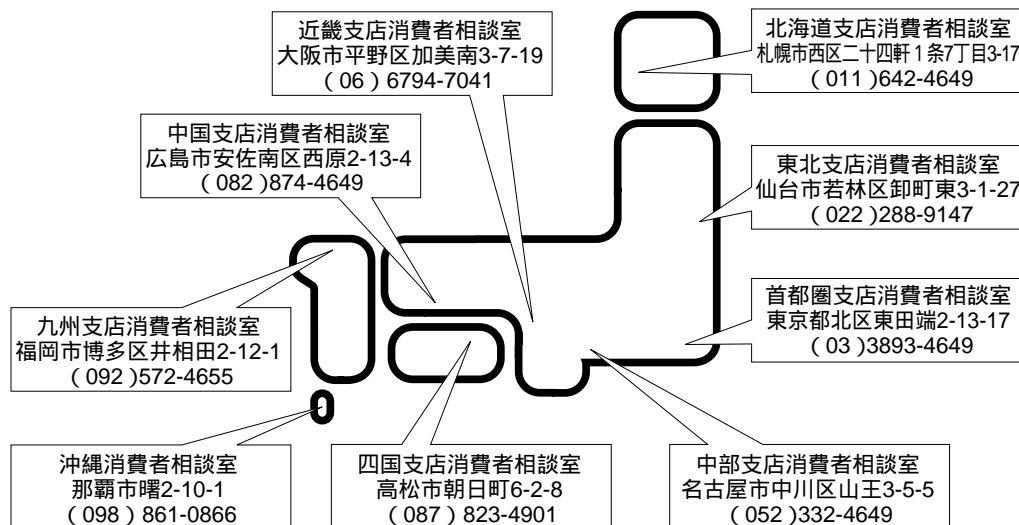 近畿支店消費者相談室
大阪市平野区加美南3-7-19
(06) 6794-7041
北海道支店消費者相談室
札幌市西区二十四軒1条7丁目3-17
(011)642-4649
中国支店消費者相談室
広島市安佐南区西原2-13-4
(082)874-4649
東北支店消費者相談室
仙台市若林区卸町東3-1-27
(022)288-9147
首都圏支店消費者相談室
東京都北区東田端2-13-17
(03)3893-4649
九州支店消費者相談室
福岡市博多区井相田2-12-1
(092)572-4655
沖縄消費者相談室
那覇市曙2-10-1
(098) 861-0866
四国支店消費者相談室
高松市朝日町6-2-8
(087) 823-4901
中部支店消費者相談室
名古屋市中川区山王3-5-5
(052)332-4649